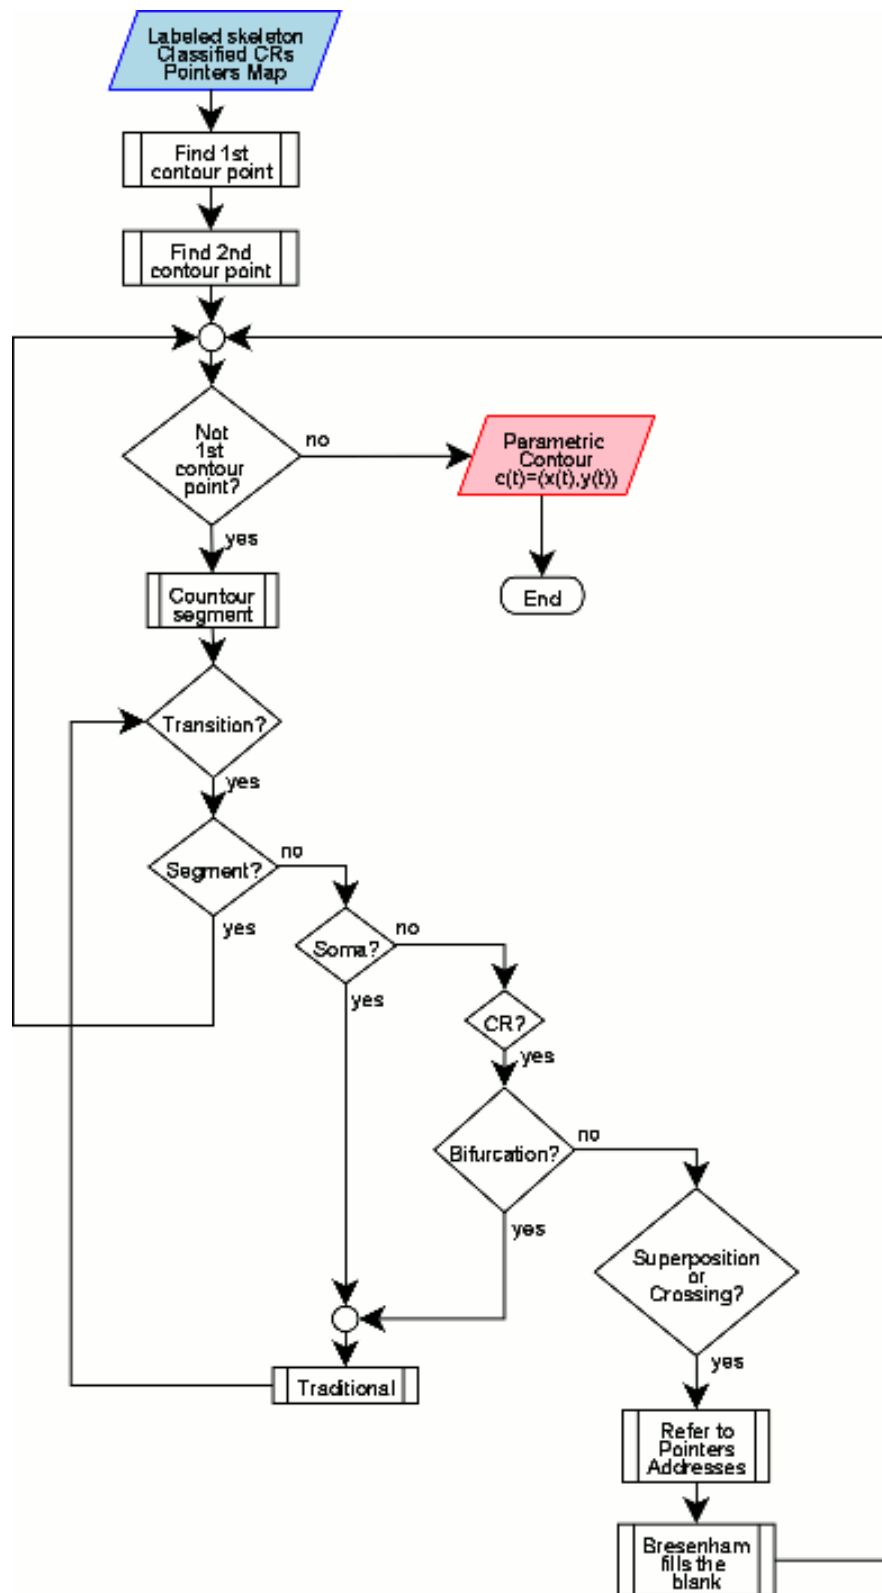 Labeled skeleton
Classified CRs
Pointers Map
Find 1st
contour point
Find 2nd
contour point
Not
1st
contour
point?
no
Parametric
Contour
c(t)=(x(t),y(t))
yes
End
Countour
segment
Transition?
yes
Segment?
no
yes
Soma?
no
yes
CR?
yes
Bifurcation?
no
yes
Superposition
or
Crossing?
yes
Traditional
Refer to
Pointers
Addresses
Bresenham
fills the
blank